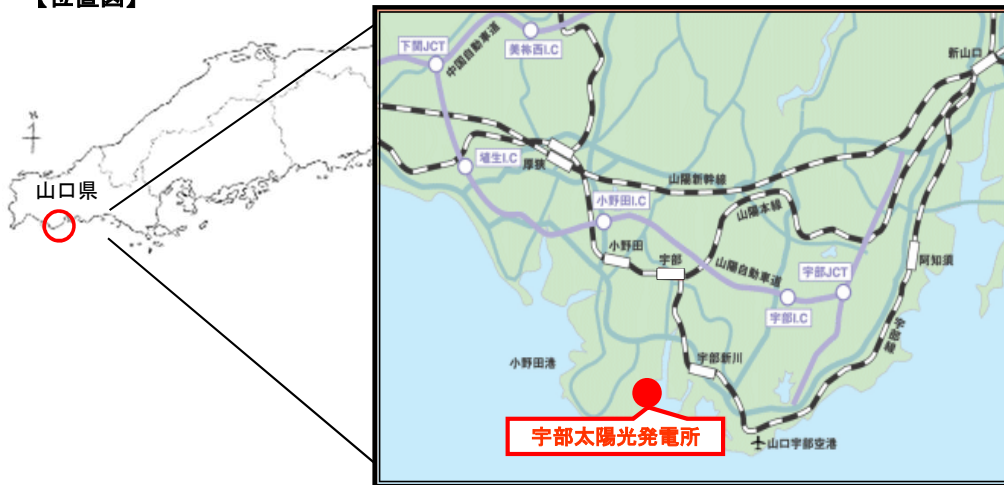 【位置図】
N
山口県
下関JCT
中国自動車道
美祢西I.C
新山口
埴生I.C
厚狭
山陽新幹線
小野田I.C
山陽本線
小野田
宇部
山陽自動車道
宇部JCT
阿知須
宇部I.C
宇部線
小野田港
宇部新川
宇部太陽光発電所
山口宇部空港